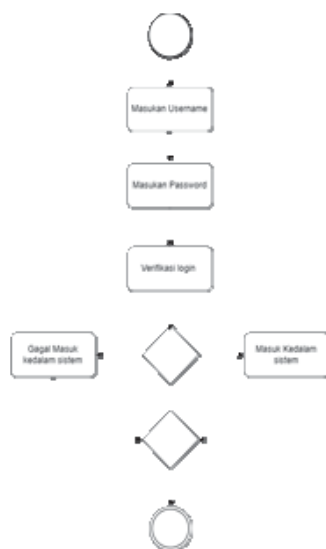 Masukan Username
Masukan Password
Verifikasi login
Gagal Masuk
kedalam sistem
Masuk Kedalam
sistem